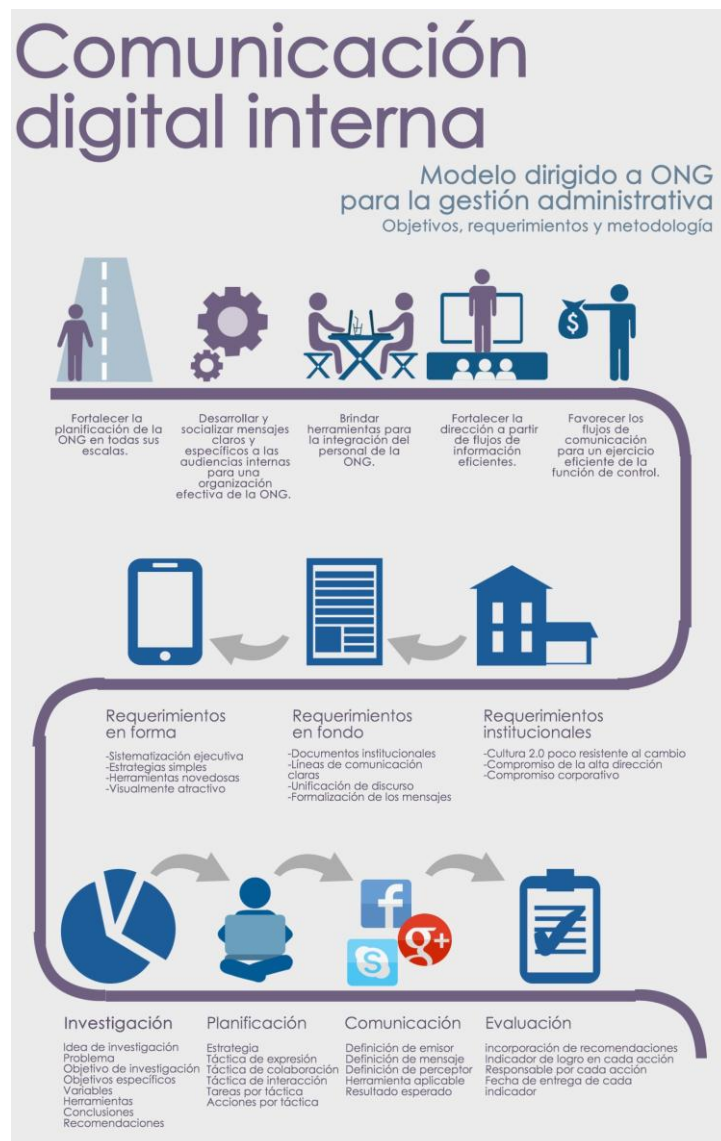 Comunicación
digital interna
Modelo dirigido a ONG
para la gestión administrativa
Objetivos, requerimientos y metodología
$
Fortalecer la
planificación de la
ONG en todas sus
escalas.
Desarrollar y
socializar mensajes
claros y
específicos a las
audiencias internas
para una
organización
efectiva de la ONG.
Brindar
herramientas para
la integración del
personal de la
ONG.
Fortalecer la
dirección a partir
de flujos de
información
eficientes.
Favorecer los
flujos de
comunicación
para un ejercicio
eficiente de la
función de control.
Requerimientos
en forma
-Sistematización ejecutiva
-Estrategias simples
-Herramientas novedosas
-Visualmente atractivo
Requerimientos
en fondo
-Documentos institucionales
-Líneas de comunicación
claras
-Unificación de discurso
-Formalización de los mensajes
Requerimientos
institucionales
-Cultura 2.0 poco resistente al cambio
-Compromiso de la alta dirección
-Compromiso corporativo
f
g+
S
Investigación
Idea de investigación
Problema
Objetivo de investigación
Objetivos específicos
Variables
Herramientas
Conclusiones
Recomendaciones
Planificación
Estrategia
Táctica de expresión
Táctica de colaboración
Táctica de interacción
Tareas por táctica
Acciones por táctica
Comunicación
Definición de emisor
Definición de mensaje
Definición de perceptor
Herramienta aplicable
Resultado esperado
Evaluación
incorporación de recomendaciones
Indicador de logro en cada acción
Responsable por cada acción
Fecha de entrega de cada
indicador